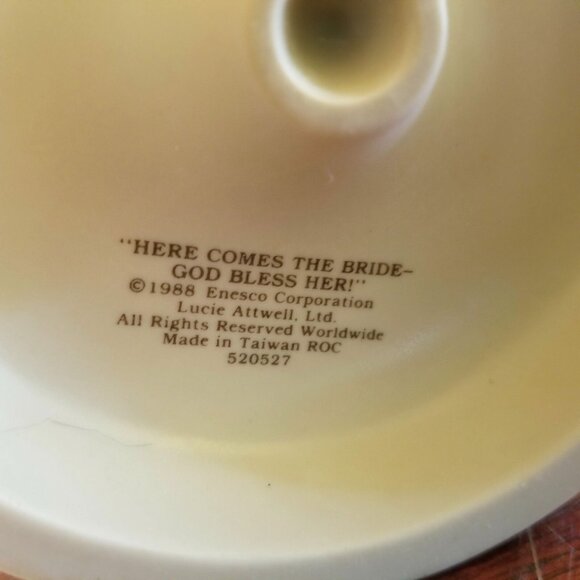 "HERE COMES THE BRIDE–
GOD BLESS HER!"
©1988 Enesco Corporation
Lucie Attwell, Ltd.
All Rights Reserved Worldwide
Made in Taiwan ROC
520527